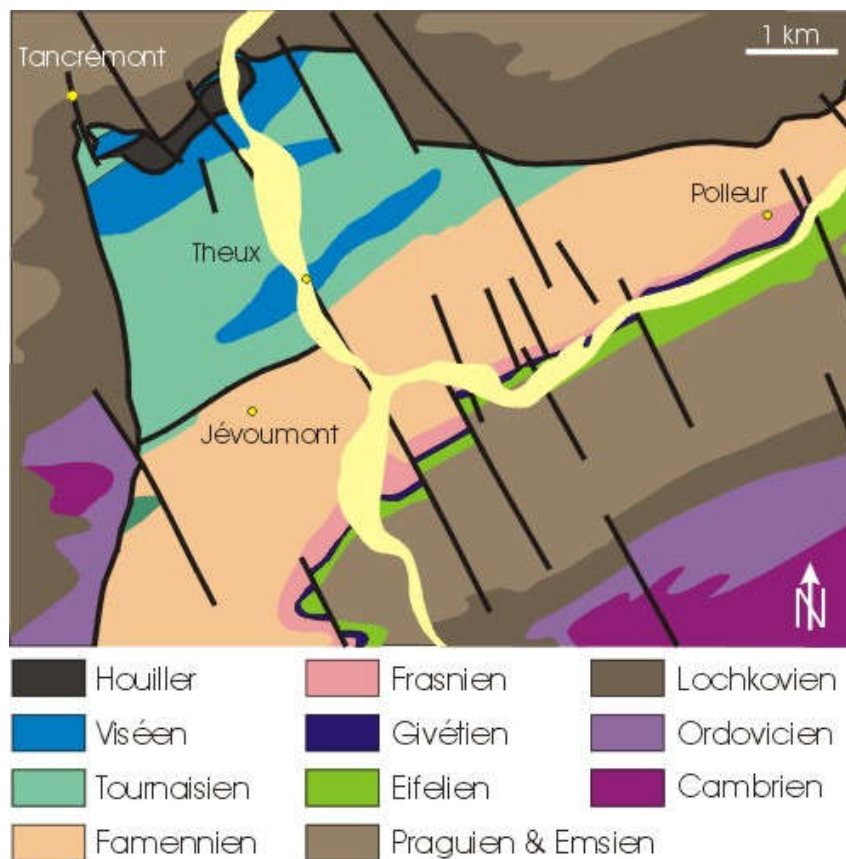 Tancrémont
1 km
Polleur
Theux
Jévoumont
N
Houiller
Frasnien
Lochkovien
Viséen
Givétien
Ordovicien
Tournaisien
Eifelien
Cambrien
Famennien
Praguien & Emsien